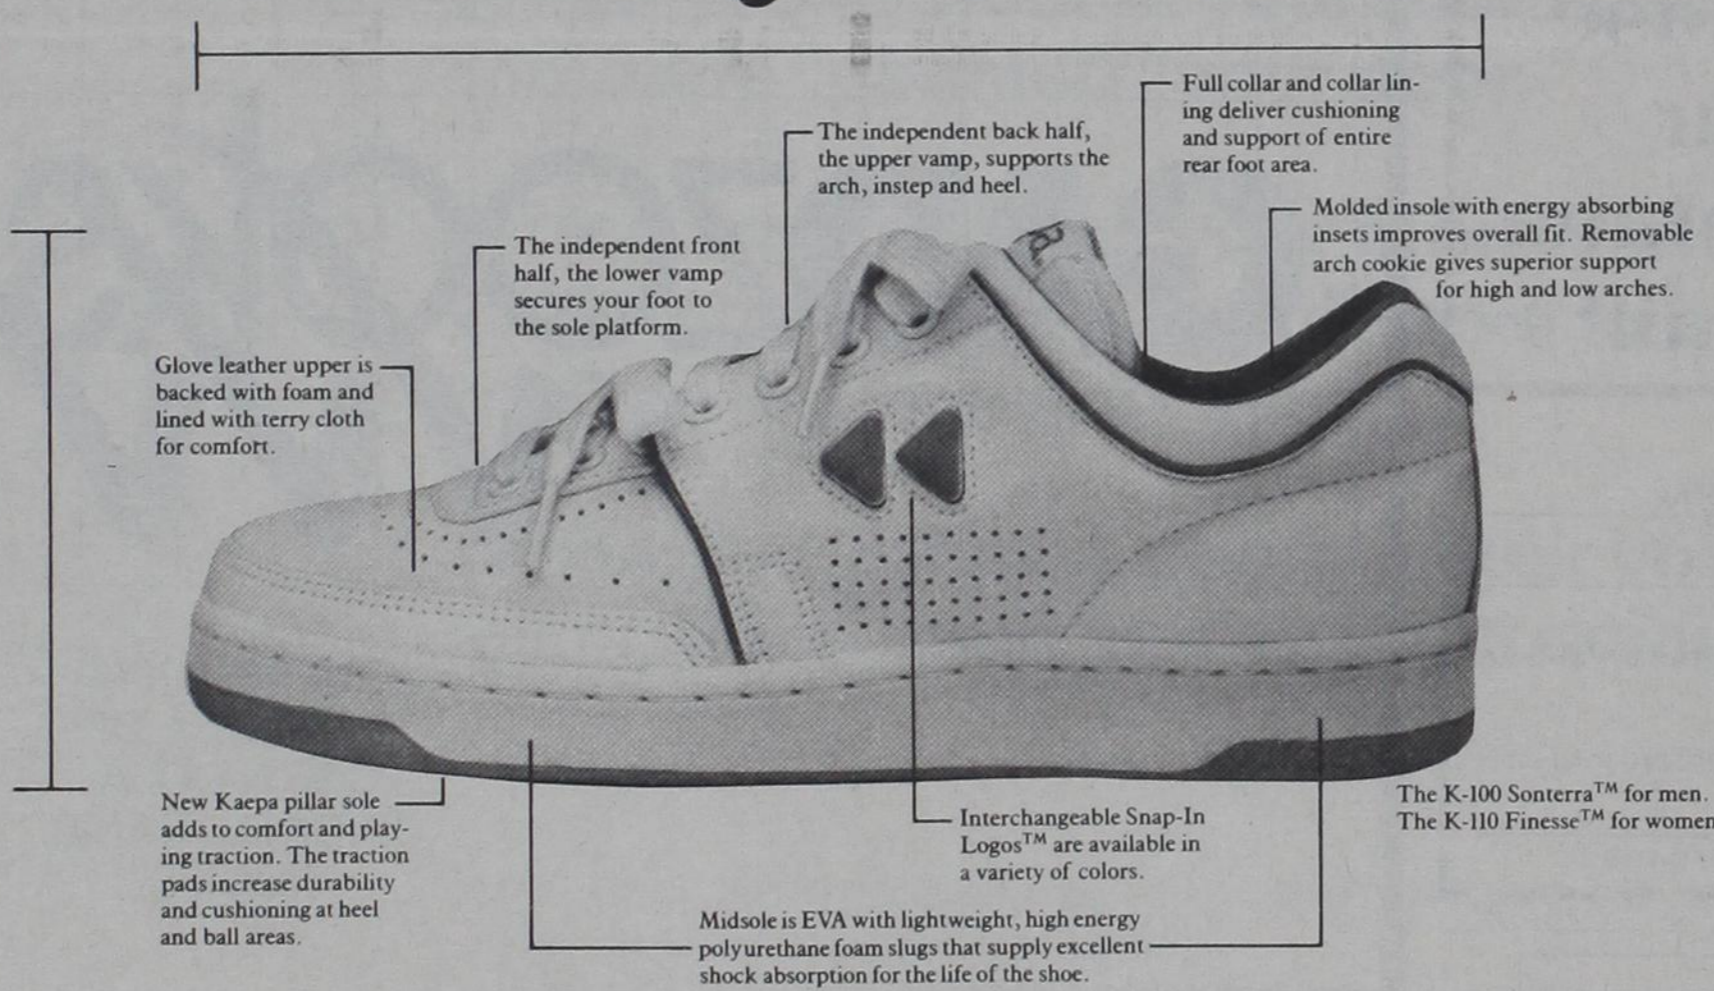 Full collar and collar lin-
ing deliver cushioning
and support of entire
rear foot area.
The independent back half,
the upper vamp, supports the
arch, instep and heel.
Molded insole with energy absorbing
insets improves overall fit. Removable
arch cookie gives superior support
for high and low arches.
The independent front
half, the lower vamp
secures your foot to
the sole platform.
Glove leather upper is
backed with foam and
lined with terry cloth
for comfort.
New Kaepa pillar sole
adds to comfort and play-
ing traction. The traction
pads increase durability
and cushioning at heel
and ball areas.
Interchangeable Snap-In
Logos™ are available in
a variety of colors.
The K-100 Sonterra™ for men.
The K-110 Finesse™ for women
Midsole is EVA with lightweight, high energy
polyurethane foam slugs that supply excellent
shock absorption for the life of the shoe.